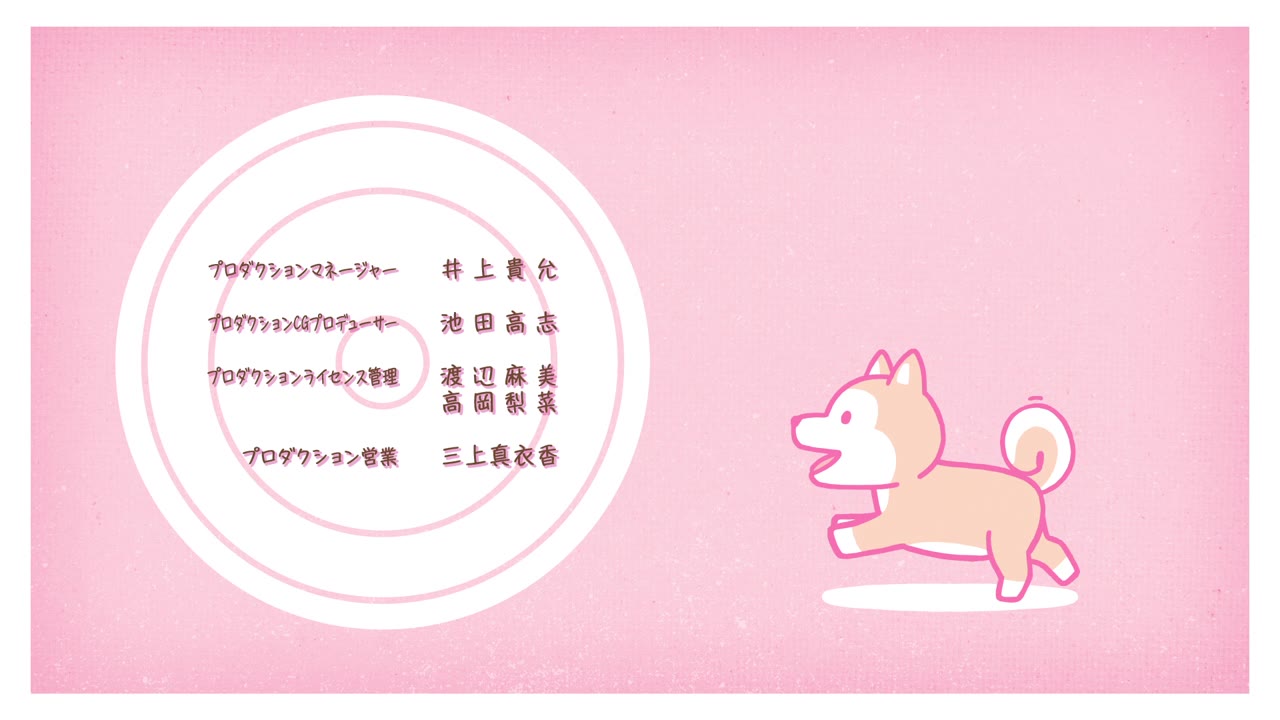 プロダクションマネージャー 井上貴允
プロダクションCGプロデューサー 池田高志
プロダクションライセンス管理 渡辺麻美
高岡梨菜
プロダクション営業 三上真衣香